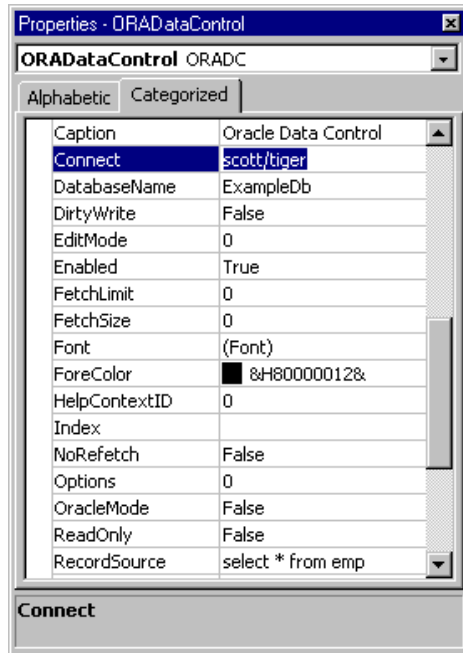 Properties - ORADataControl
ORADataControl ORADC
Alphabetic Categorized
Caption Oracle Data Control
Connect scott/tiger
DatabaseName ExampleDb
DirtyWrite False
EditMode 0
Enabled True
FetchLimit 0
FetchSize 0
Font (Font)
ForeColor &H80000012&
HelpContextID 0
Index
NoRefetch False
Options 0
OracleMode False
ReadOnly False
RecordSource select * from emp
Connect